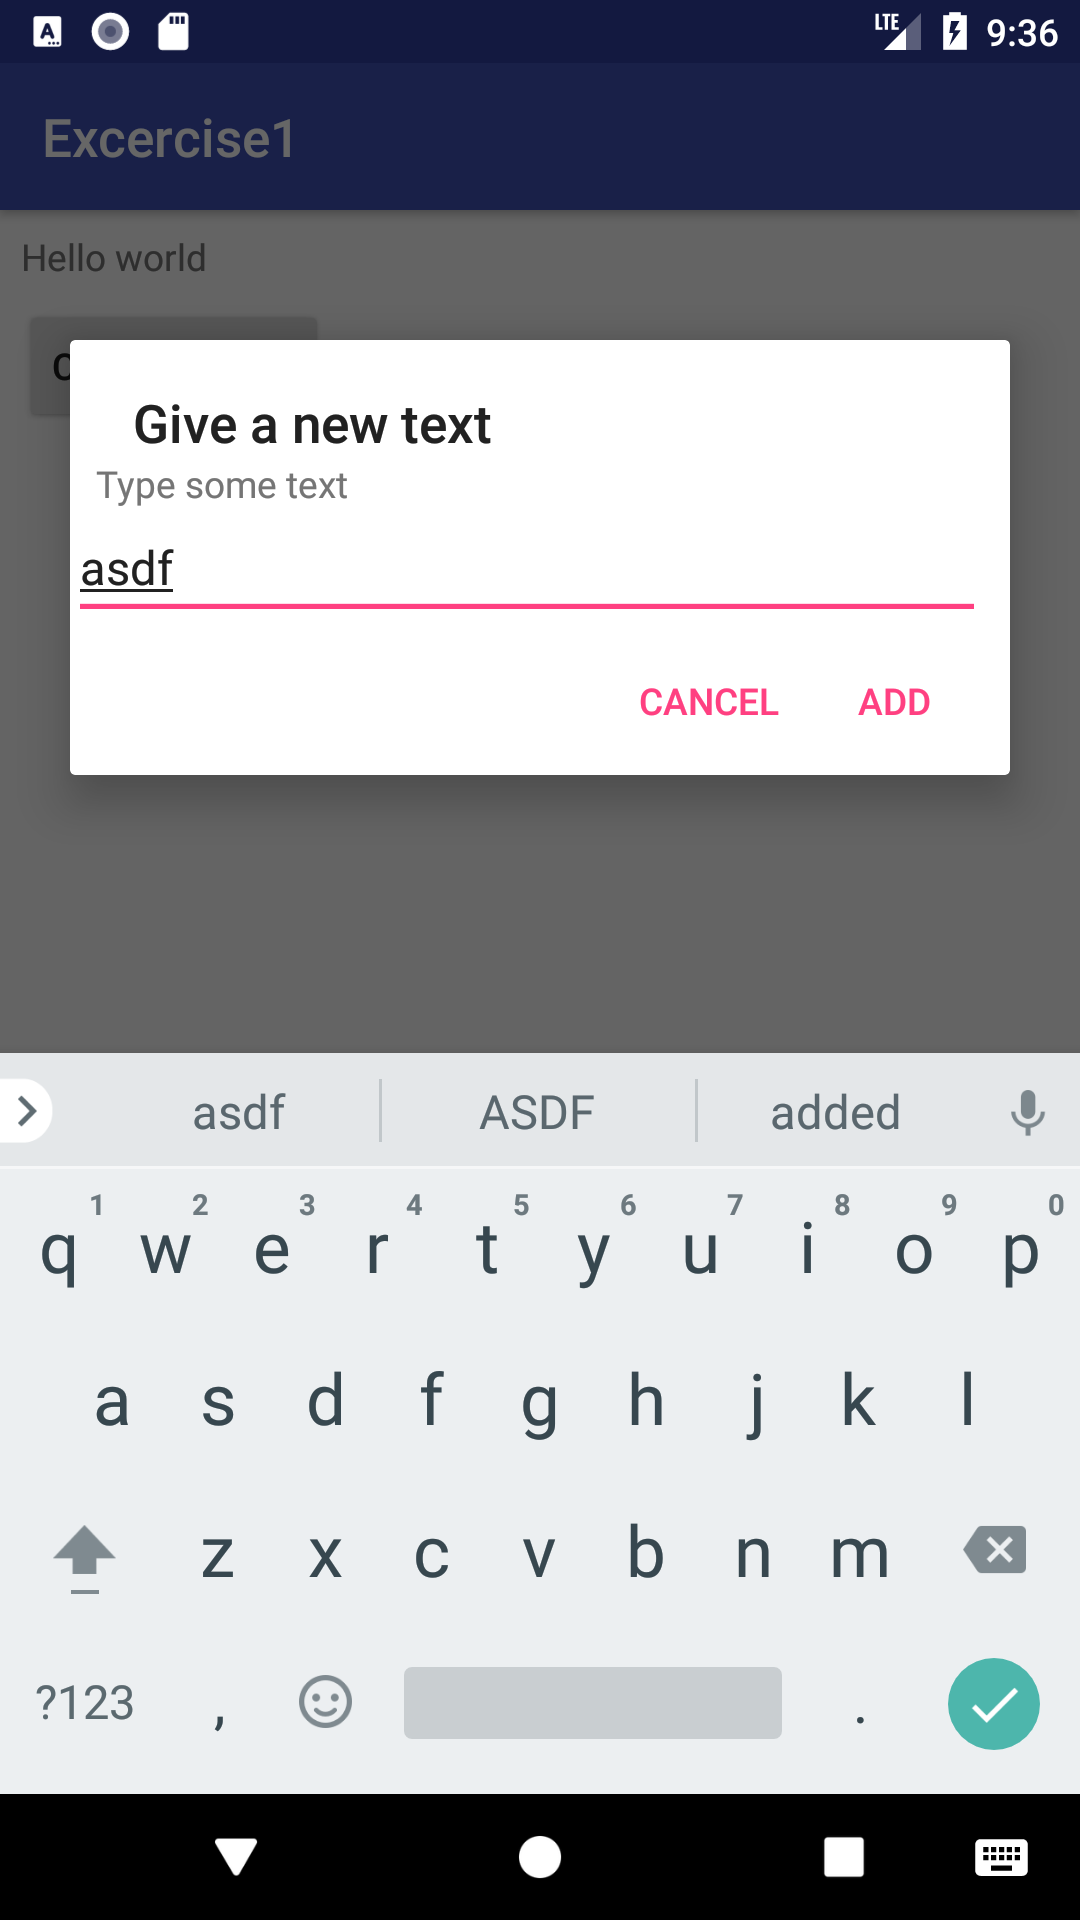 LTE 9:36
Excercise1
Hello world
Give a new text
Type some text
asdf
CANCEL ADD
asdf ASDF added
1 2 3 4 5 6 7 8 9 0
q w e r t y u i o p
a s d f g h j k l
z x c v b n m
?123 , .